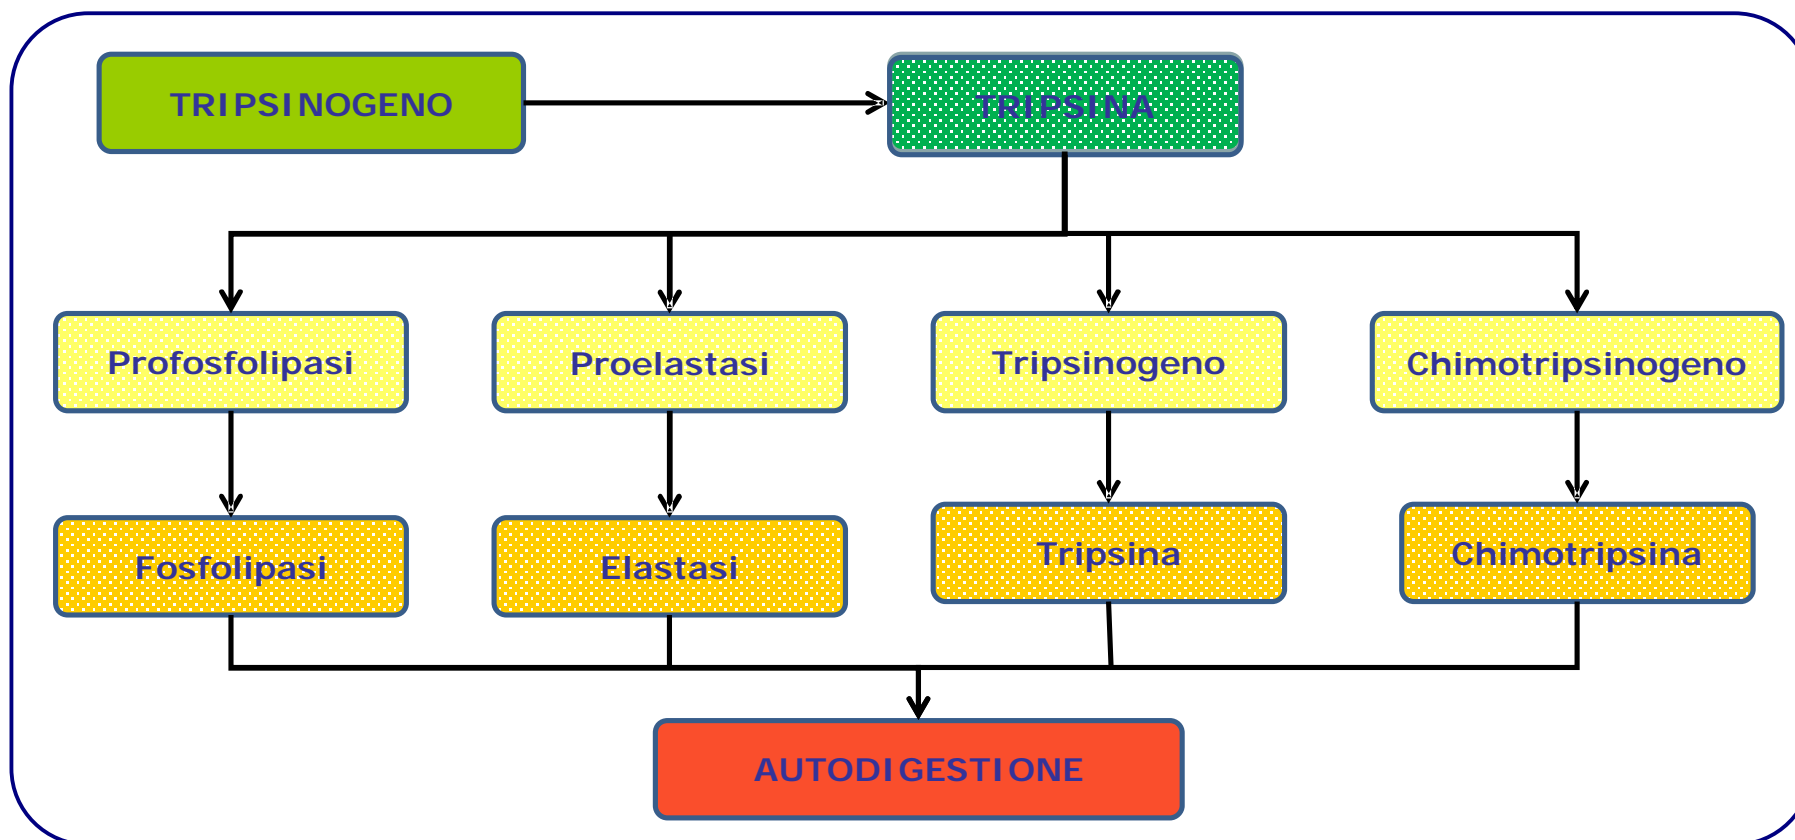 TRIPSINOGENO
TRIPSINA
Profosfolipasi
Proelastasi
Tripsinogeno
Chimotripsinogeno
Fosfolipasi
Elastasi
Tripsina
Chimotripsina
AUTODIGESTIONE